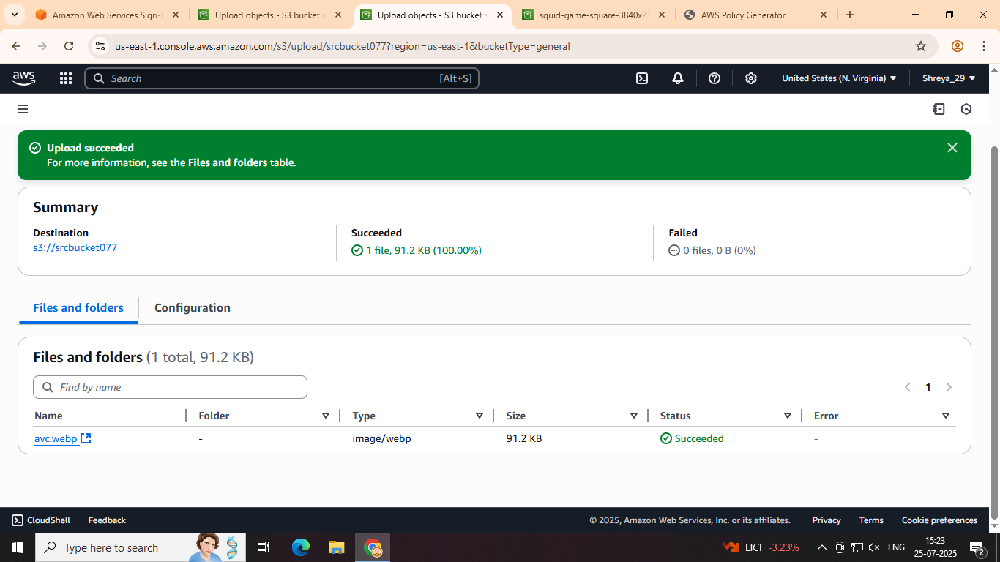 Amazon Web Services Sign-
Upload objects - S3 bucket s
Upload objects - S3 bucket s
squid-game-square-3840x2
AWS Policy Generator
us-east-1.console.aws.amazon.com/s3/upload/srcbucket077?region=us-east-1&bucketType=general
aws
Search
[Alt+S]
United States (N. Virginia)
Shreya_29
Upload succeeded
For more information, see the Files and folders table.
Summary
Destination
s3://srcbucket077
Succeeded
1 file, 91.2 KB (100.00%)
Failed
0 files, 0 B (0%)
Files and folders
Configuration
Files and folders (1 total, 91.2 KB)
Find by name
1
Name
Folder
Type
Size
Status
Error
avc.webp
-
image/webp
91.2 KB
Succeeded
-
CloudShell
Feedback
© 2025, Amazon Web Services, Inc. or its affiliates.
Privacy
Terms
Cookie preferences
Type here to search
LICI -3.23%
ENG
15:23
25-07-2025
2